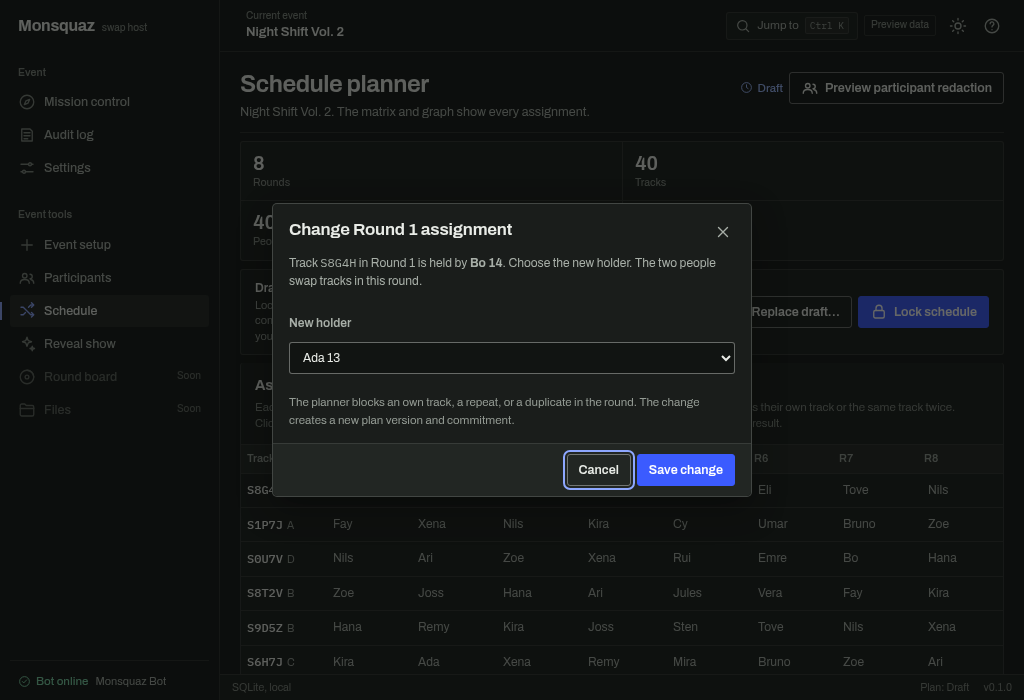 Monsquaz swap host
Current event
Night Shift Vol. 2
Jump to Ctrl K
Preview data
Event
Mission control
Audit log
Settings
Event tools
Event setup
Participants
Schedule
Reveal show
Round board Soon
Files Soon
Bot online Monsquaz Bot
Schedule planner
Draft
Preview participant redaction
Night Shift Vol. 2. The matrix and graph show every assignment.
8
Rounds
40
Tracks
40
Replace draft...
Lock schedule
Change Round 1 assignment
Track S8G4H in Round 1 is held by Bo 14. Choose the new holder. The two people
swap tracks in this round.
New holder
Ada 13
The planner blocks an own track, a repeat, or a duplicate in the round. The change
creates a new plan version and commitment.
Cancel
Save change
their own track or the same track twice.
result.
Track R6 R7 R8
Eli Tove Nils
S1P7J A Fay Xena Nils Kira Cy Umar Bruno Zoe
S0U7V D Nils Ari Zoe Xena Rui Emre Bo Hana
S8T2V B Zoe Joss Hana Ari Jules Vera Fay Kira
S9D5Z B Hana Remy Kira Joss Sten Tove Nils Xena
S6H7J C Kira Ada Xena Remy Mira Bruno Zoe Ari
SQLite, local
Plan: Draft v0.1.0